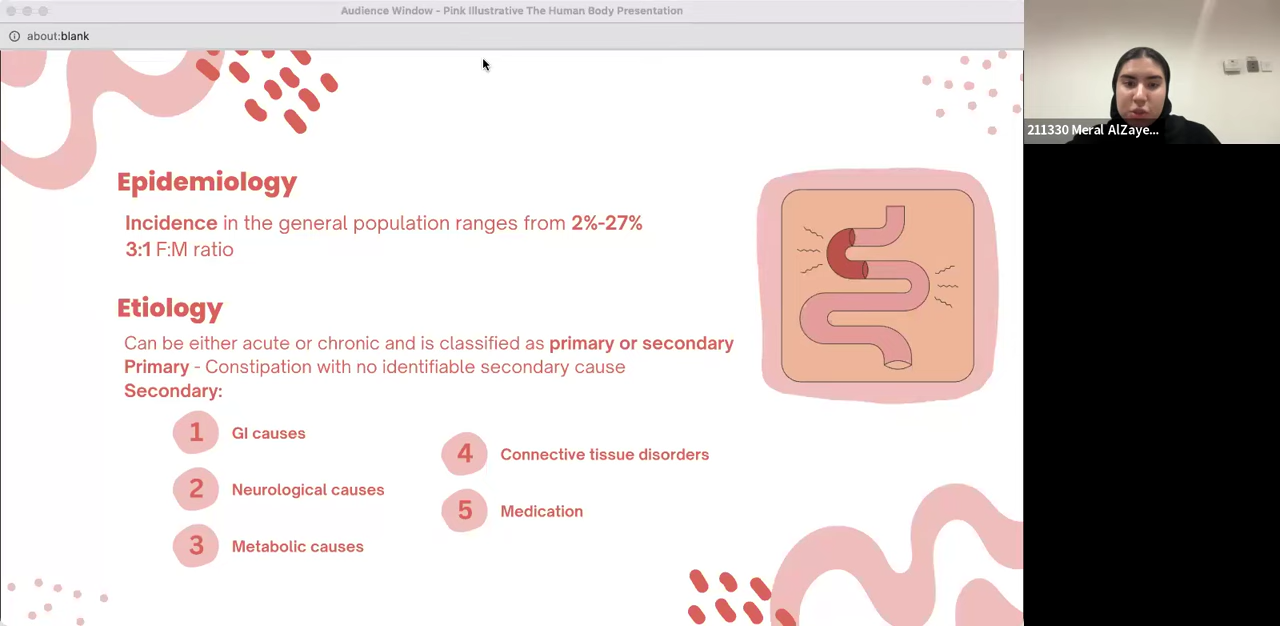 Audience Window - Pink Illustrative The Human Body Presentation
about:blank
211330 Meral AlZaye...
Epidemiology
Incidence in the general population ranges from 2%-27%
3:1 F:M ratio
Etiology
Can be either acute or chronic and is classified as primary or secondary
Primary - Constipation with no identifiable secondary cause
Secondary:
1 GI causes
2 Neurological causes
3 Metabolic causes
4 Connective tissue disorders
5 Medication